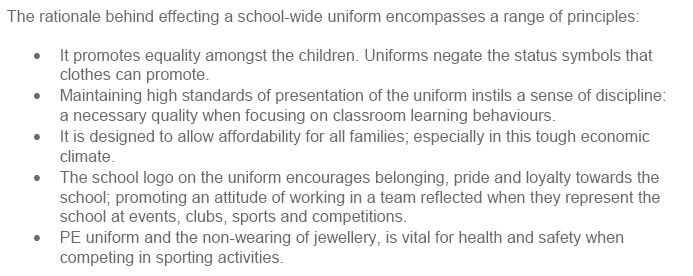 The rationale behind effecting a school-wide uniform encompasses a range of principles:
• It promotes equality amongst the children. Uniforms negate the status symbols that
clothes can promote.
• Maintaining high standards of presentation of the uniform instils a sense of discipline:
a necessary quality when focusing on classroom learning behaviours.
• It is designed to allow affordability for all families; especially in this tough economic
climate.
• The school logo on the uniform encourages belonging, pride and loyalty towards the
school; promoting an attitude of working in a team reflected when they represent the
school at events, clubs, sports and competitions.
• PE uniform and the non-wearing of jewellery, is vital for health and safety when
competing in sporting activities.